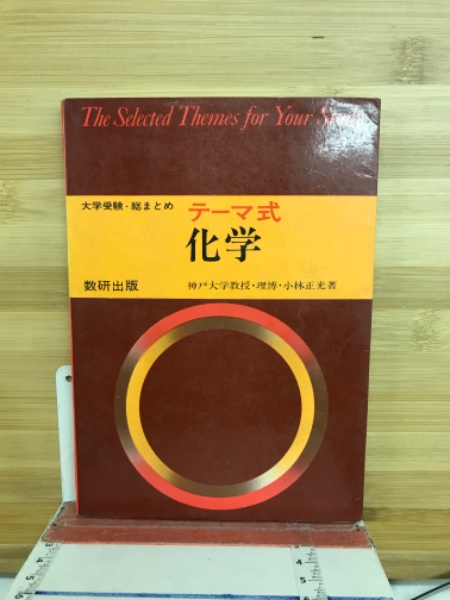 The Selected Themes for Your Study
大学受験・総まとめ テーマ式
化学
数研出版 神戸大学教授・理博・小林正光著